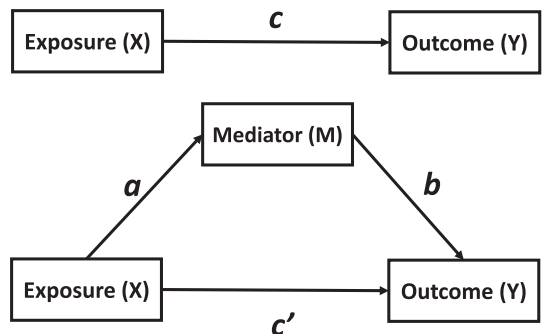 c
Exposure (X)
Outcome (Y)
Mediator (M)
a
b
Exposure (X)
Outcome (Y)
c’